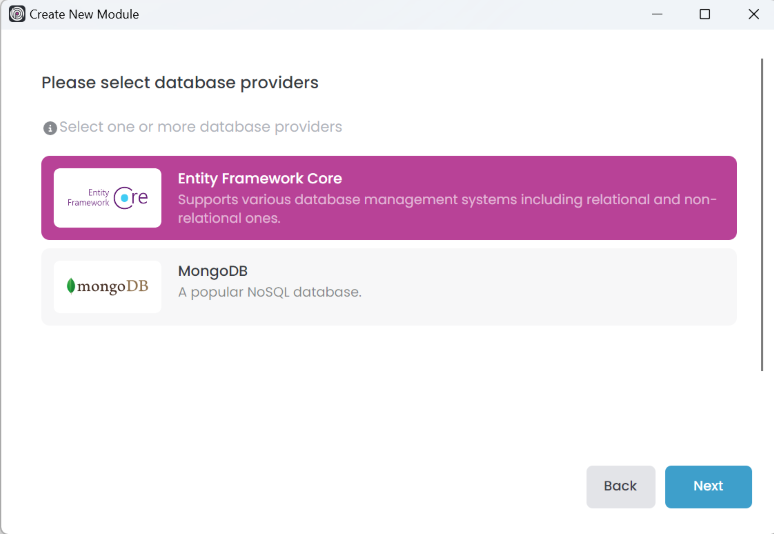 Create New Module
Please select database providers
Select one or more database providers
Entity Framework Core
Entity
Framework Core
Supports various database management systems including relational and non-
relational ones.
MongoDB
mongoDB
A popular NoSQL database.
Back
Next